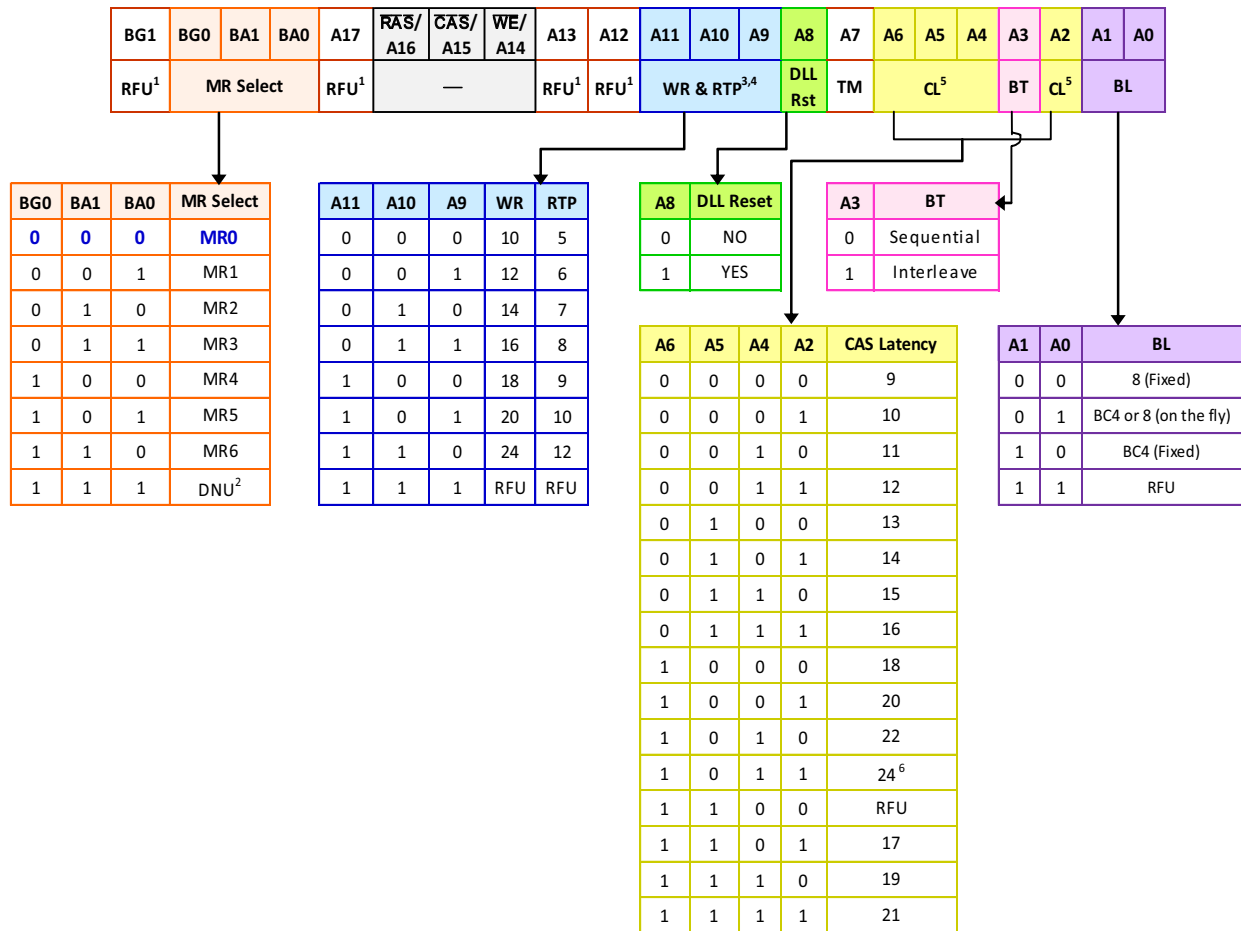 BG1 BG0 BA1 BA0 A17 RAS/ A16 CAS/ A15 WE/ A14 A13 A12 A11 A10 A9 A8 A7 A6 A5 A4 A3 A2 A1 A0
RFU1 MR Select RFU1 — RFU1 RFU1 WR & RTP3,4 DLL Rst TM CL5 BT CL5 BL
BG0 BA1 BA0 MR Select
0 0 0 MR0
0 0 1 MR1
0 1 0 MR2
0 1 1 MR3
1 0 0 MR4
1 0 1 MR5
1 1 0 MR6
1 1 1 DNU2
A11 A10 A9 WR RTP
0 0 0 10 5
0 0 1 12 6
0 1 0 14 7
0 1 1 16 8
1 0 0 18 9
1 0 1 20 10
1 1 0 24 12
1 1 1 RFU RFU
A8 DLL Reset
0 NO
1 YES
A3 BT
0 Sequential
1 Interleave
A6 A5 A4 A2 CAS Latency
0 0 0 0 9
0 0 0 1 10
0 0 1 0 11
0 0 1 1 12
0 1 0 0 13
0 1 0 1 14
0 1 1 0 15
0 1 1 1 16
1 0 0 0 18
1 0 0 1 20
1 0 1 0 22
1 0 1 1 24 6
1 1 0 0 RFU
1 1 0 1 17
1 1 1 0 19
1 1 1 1 21
A1 A0 BL
0 0 8 (Fixed)
0 1 BC4 or 8 (on the fly)
1 0 BC4 (Fixed)
1 1 RFU